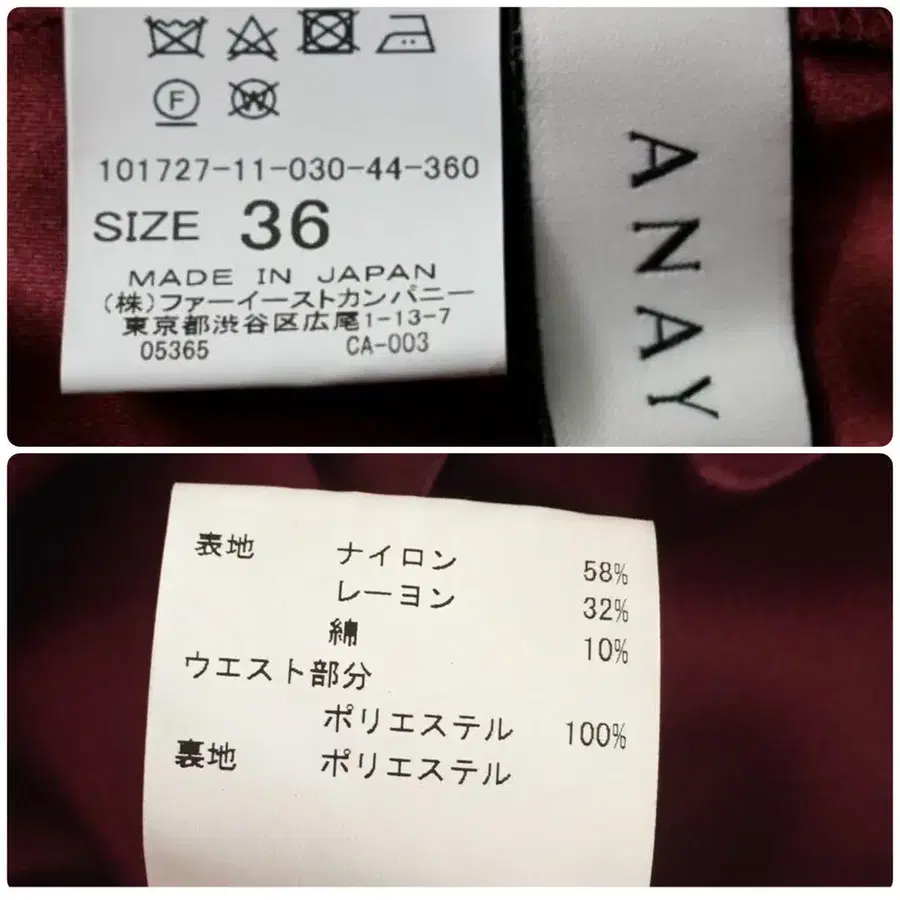 F
W
101727-11-030-44-360
SIZE 36
MADE IN JAPAN
(株)ファーイーストカンパニー
東京都渋谷区広尾1-13-7
05365 CA-003
ANAY
表地 ナイロン 58%
レーヨン 32%
綿 10%
ウエスト部分
ポリエステル 100%
裏地 ポリエステル